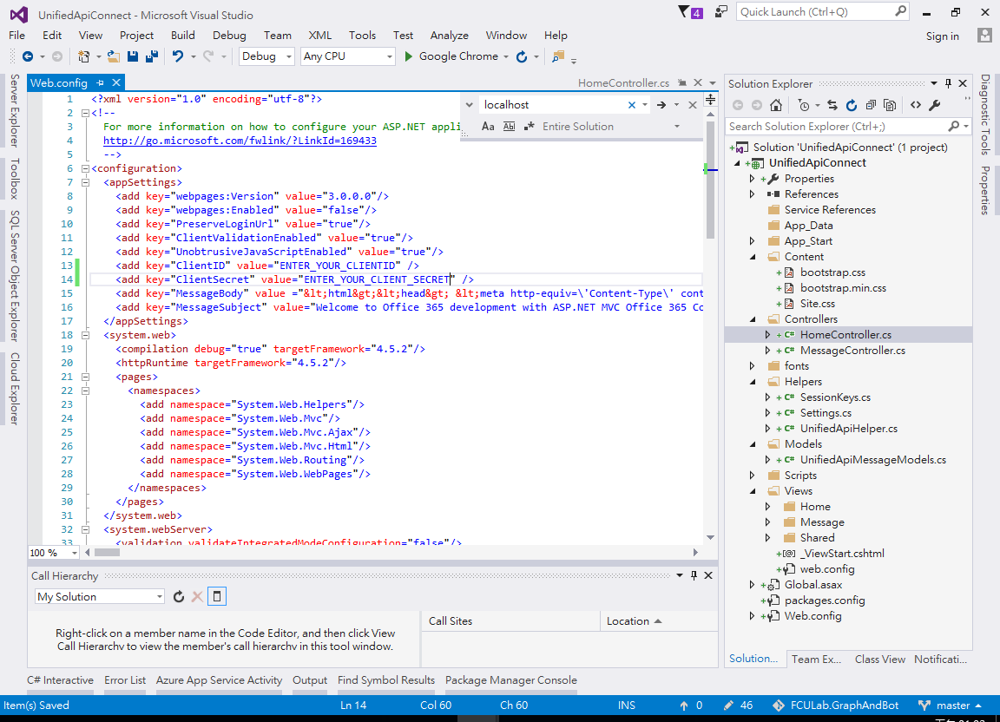 UnifiedApiConnect - Microsoft Visual Studio
4
Quick Launch (Ctrl+Q)
File Edit View Project Build Debug Team XML Tools Test Analyze Window Help
Sign in
Debug Any CPU Google Chrome
Server Explorer
Toolbox
SQL Server Object Explorer
Cloud Explorer
Web.config
HomeController.cs
localhost
Aa Ab .* Entire Solution
1 <?xml version="1.0" encoding="utf-8"?>
2 <!--
3 For more information on how to configure your ASP.NET appli
4 http://go.microsoft.com/fwlink/?LinkId=169433
5 -->
6 <configuration>
7 <appSettings>
8 <add key="webpages:Version" value="3.0.0.0"/>
9 <add key="webpages:Enabled" value="false"/>
10 <add key="PreserveLoginUrl" value="true"/>
11 <add key="ClientValidationEnabled" value="true"/>
12 <add key="UnobtrusiveJavaScriptEnabled" value="true"/>
13 <add key="ClientID" value="ENTER_YOUR_CLIENTID" />
14 <add key="ClientSecret" value="ENTER_YOUR_CLIENT_SECRET" />
15 <add key="MessageBody" value ="&lt;html&gt;&lt;head&gt; &lt;meta http-equiv=\'Content-Type\' cont
16 <add key="MessageSubject" value="Welcome to Office 365 development with ASP.NET MVC Office 365 Co
17 </appSettings>
18 <system.web>
19 <compilation debug="true" targetFramework="4.5.2"/>
20 <httpRuntime targetFramework="4.5.2"/>
21 <pages>
22 <namespaces>
23 <add namespace="System.Web.Helpers"/>
24 <add namespace="System.Web.Mvc"/>
25 <add namespace="System.Web.Mvc.Ajax"/>
26 <add namespace="System.Web.Mvc.Html"/>
27 <add namespace="System.Web.Routing"/>
28 <add namespace="System.Web.WebPages"/>
29 </namespaces>
30 </pages>
31 </system.web>
32 <system.webServer>
33 <validation validateIntegratedModeConfiguration="false"/>
100 %
Call Hierarchy
My Solution
Right-click on a member name in the Code Editor, and then click View
Call Hierarchy to view the member's call hierarchy in this tool window.
Call Sites Location
C# Interactive Error List Azure App Service Activity Output Find Symbol Results Package Manager Console
Solution Explorer
Search Solution Explorer (Ctrl+;)
Solution 'UnifiedApiConnect' (1 project)
UnifiedApiConnect
Properties
References
Service References
App_Data
App_Start
Content
bootstrap.css
bootstrap.min.css
Site.css
Controllers
C# HomeController.cs
C# MessageController.cs
fonts
Helpers
C# SessionKeys.cs
C# Settings.cs
C# UnifiedApiHelper.cs
Models
C# UnifiedApiMessageModels.cs
Scripts
Views
Home
Message
Shared
_ViewStart.cshtml
web.config
Global.asax
packages.config
Web.config
Solution... Team Ex... Class View Notificati...
Diagnostic Tools
Properties
Item(s) Saved Ln 14 Col 60 Ch 60 INS 0 46 FCULab.GraphAndBot master